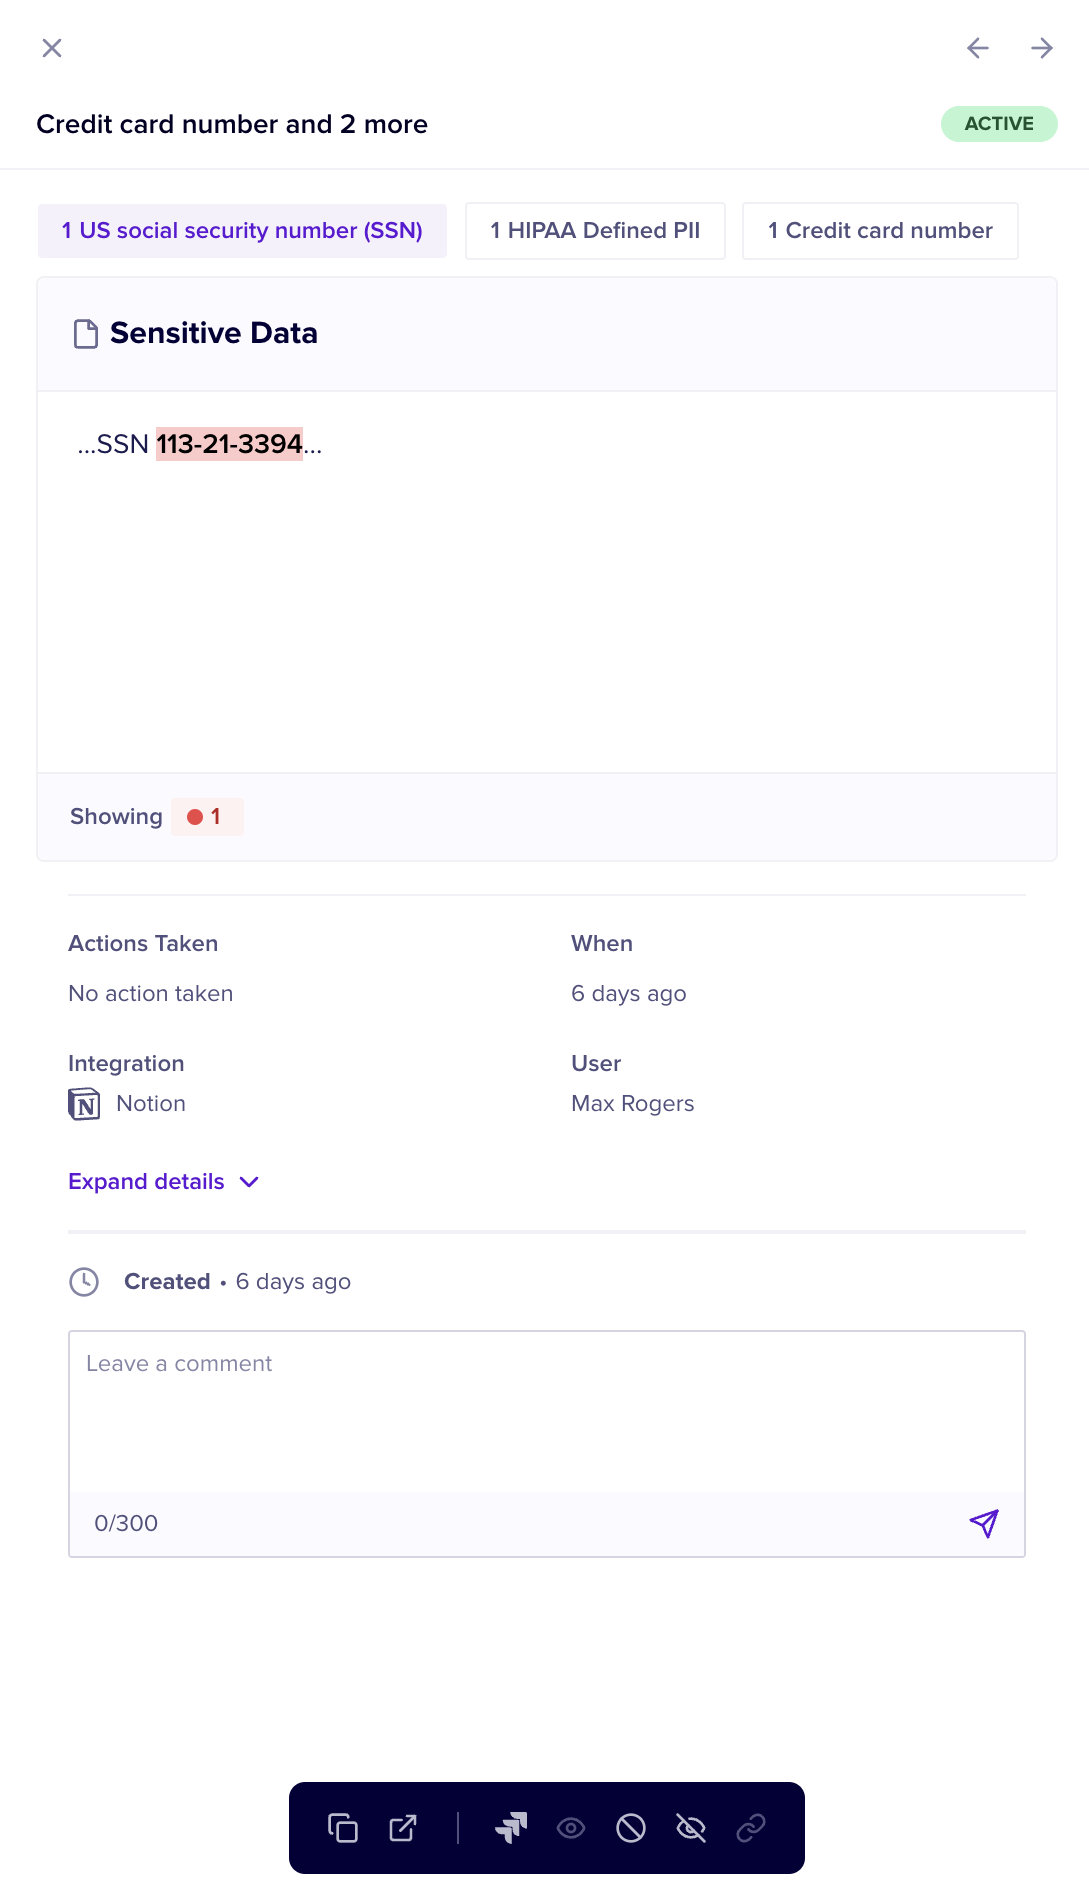 Credit card number and 2 more
ACTIVE
1 US social security number (SSN)
1 HIPAA Defined PII
1 Credit card number
Sensitive Data
...SSN 113-21-3394...
Showing 1
Actions Taken
When
No action taken
6 days ago
Integration
User
N Notion
Max Rogers
Expand details
Created • 6 days ago
Leave a comment
0/300